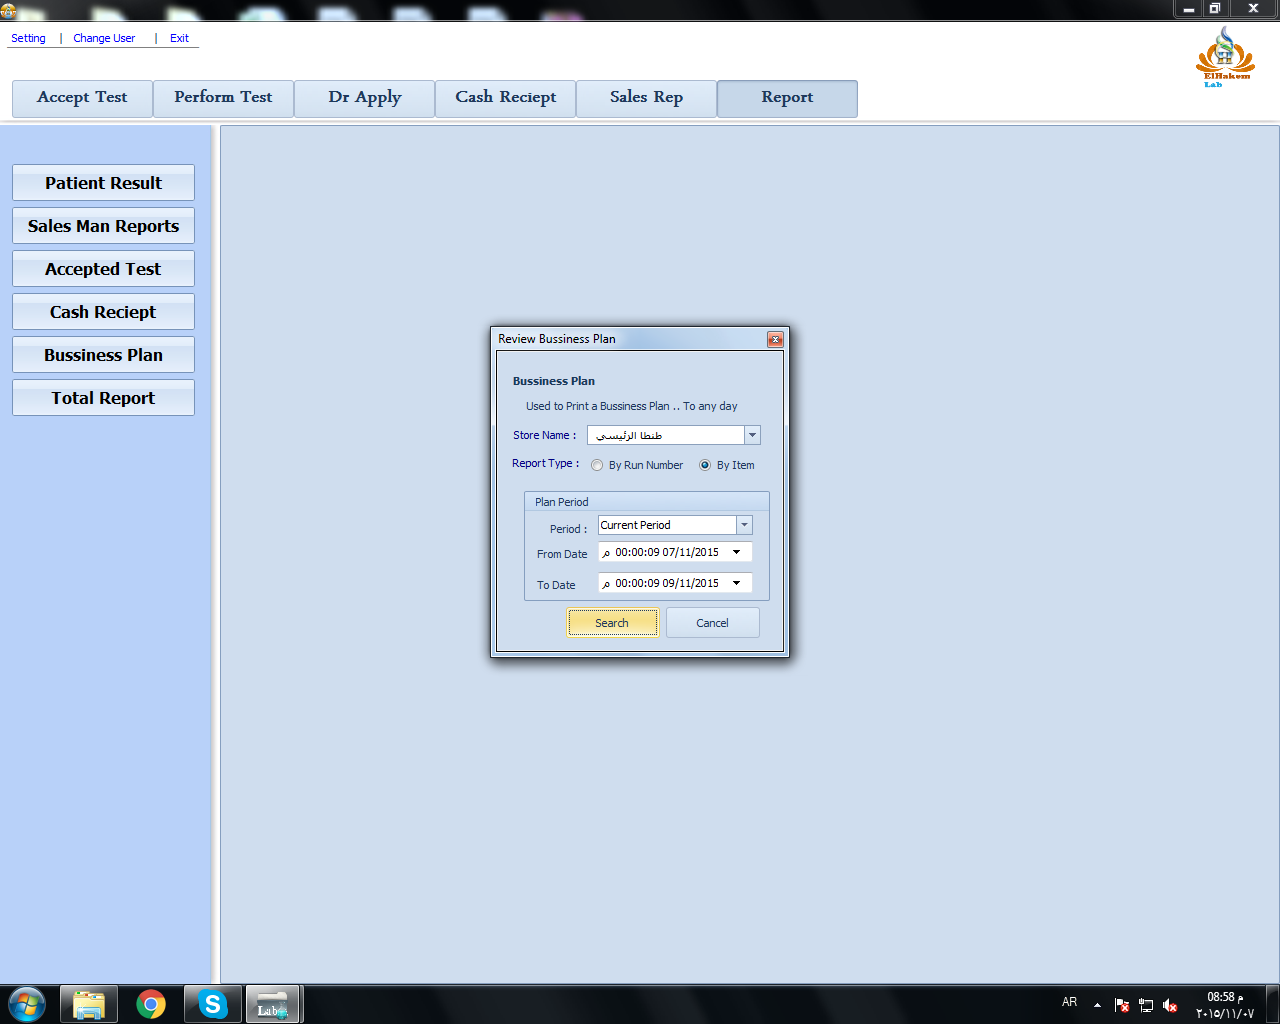 Setting | Change User | Exit
ElHakem
Lab
Accept Test
Perform Test
Dr Apply
Cash Reciept
Sales Rep
Report
Patient Result
Sales Man Reports
Accepted Test
Cash Reciept
Bussiness Plan
Total Report
Review Bussiness Plan
Bussiness Plan
Used to Print a Bussiness Plan .. To any day
Store Name : طنطا الرئيسي
Report Type : By Run Number By Item
Plan Period
Period : Current Period
From Date م 00:00:09 07/11/2015
To Date م 00:00:09 09/11/2015
Search Cancel
Lab
AR
08:58 م
٢٠١٥/١١/٠٧